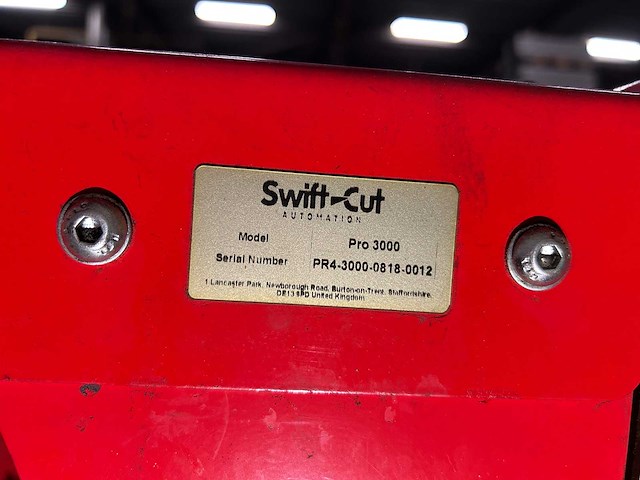 Swift-Cut
AUTOMATION
Model Pro 3000
Serial Number PR4-3000-0818-0012
1 Lancaster Park, Newborough Road, Burton-on-Trent, Staffordshire,
DE13 9PD United Kingdom